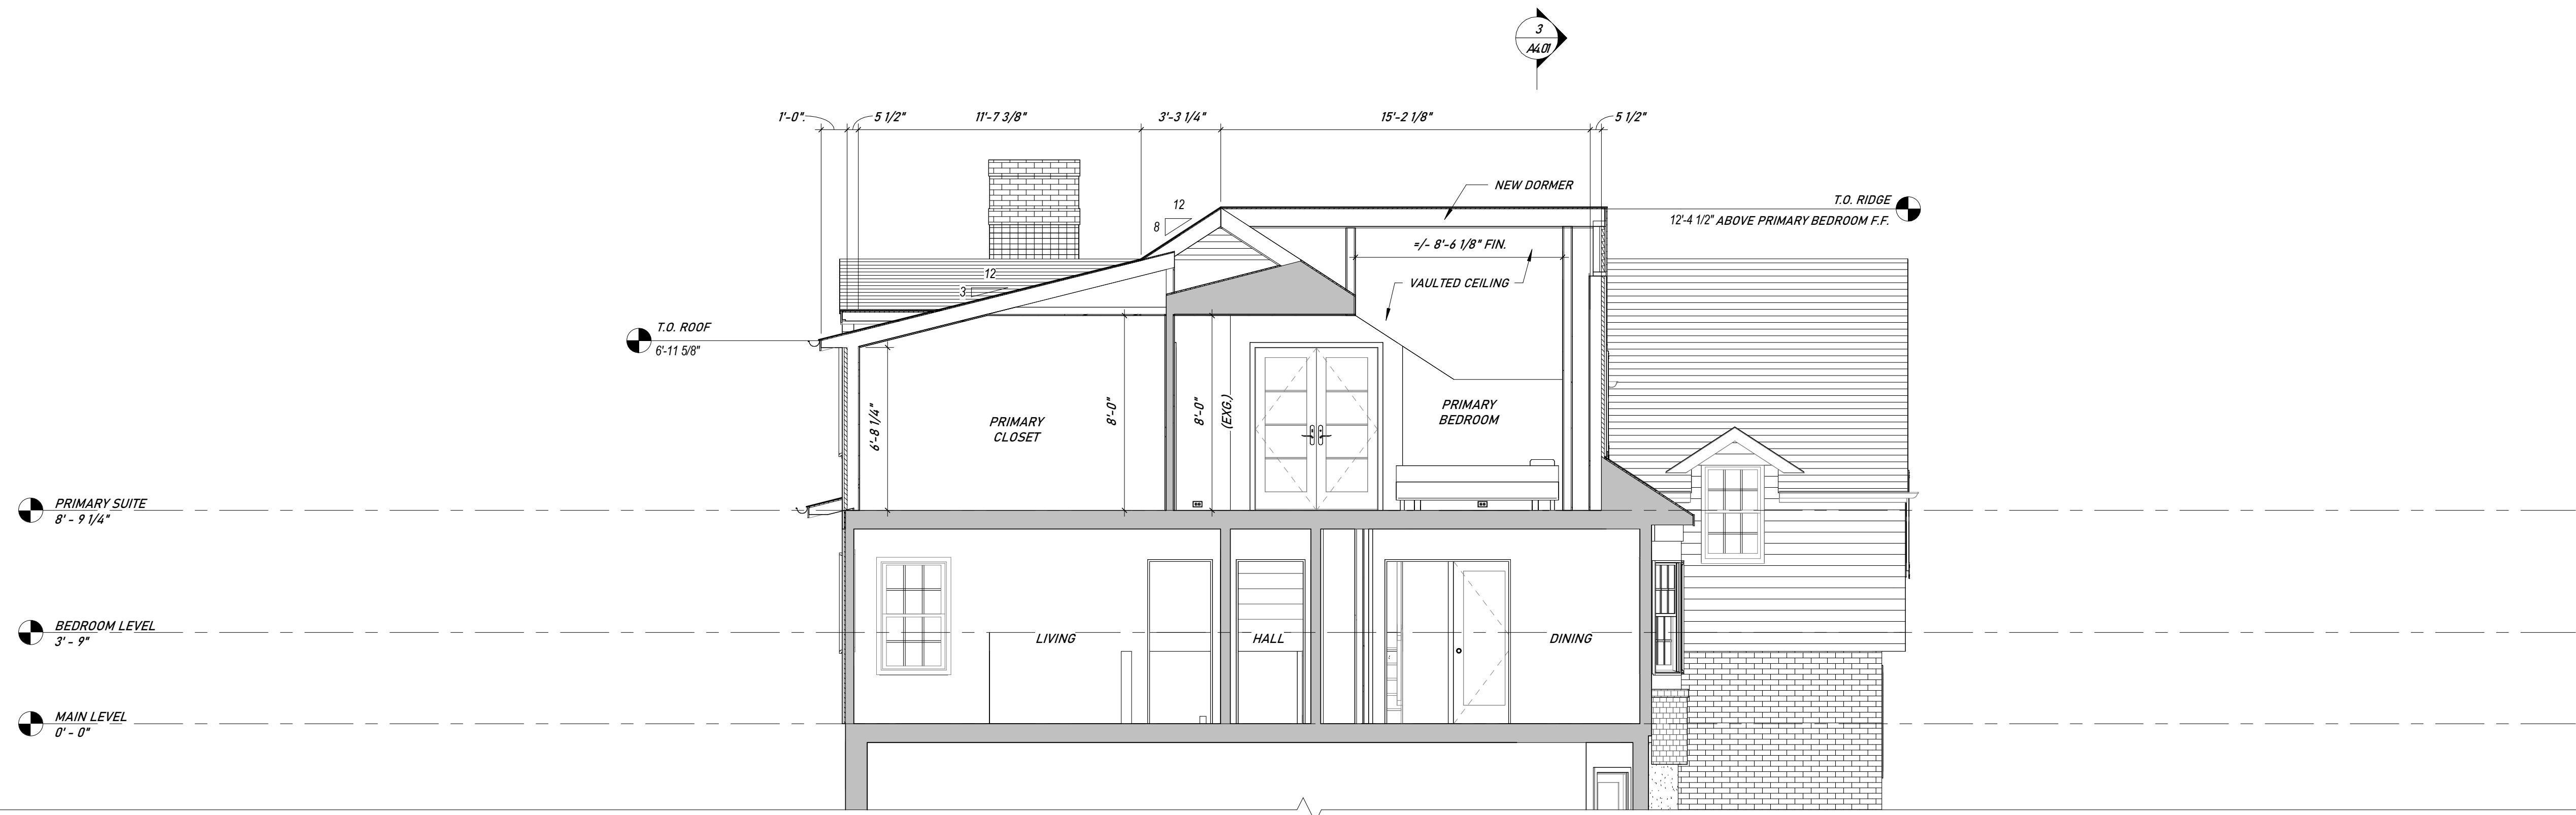 3
A4.01
1'-0"
5 1/2"
11'-7 3/8"
3'-3 1/4"
15'-2 1/8"
5 1/2"
NEW DORMER
T.O. RIDGE
12'-4 1/2" ABOVE PRIMARY BEDROOM F.F.
12
8
=/- 8'-6 1/8" FIN.
12
3
VAULTED CEILING
T.O. ROOF
6'-11 5/8"
6'-8 1/4"
PRIMARY
CLOSET
8'-0"
8'-0"
(EXG.)
PRIMARY
BEDROOM
PRIMARY SUITE
8' - 9 1/4"
BEDROOM LEVEL
3' - 9"
LIVING
HALL
DINING
MAIN LEVEL
0' - 0"